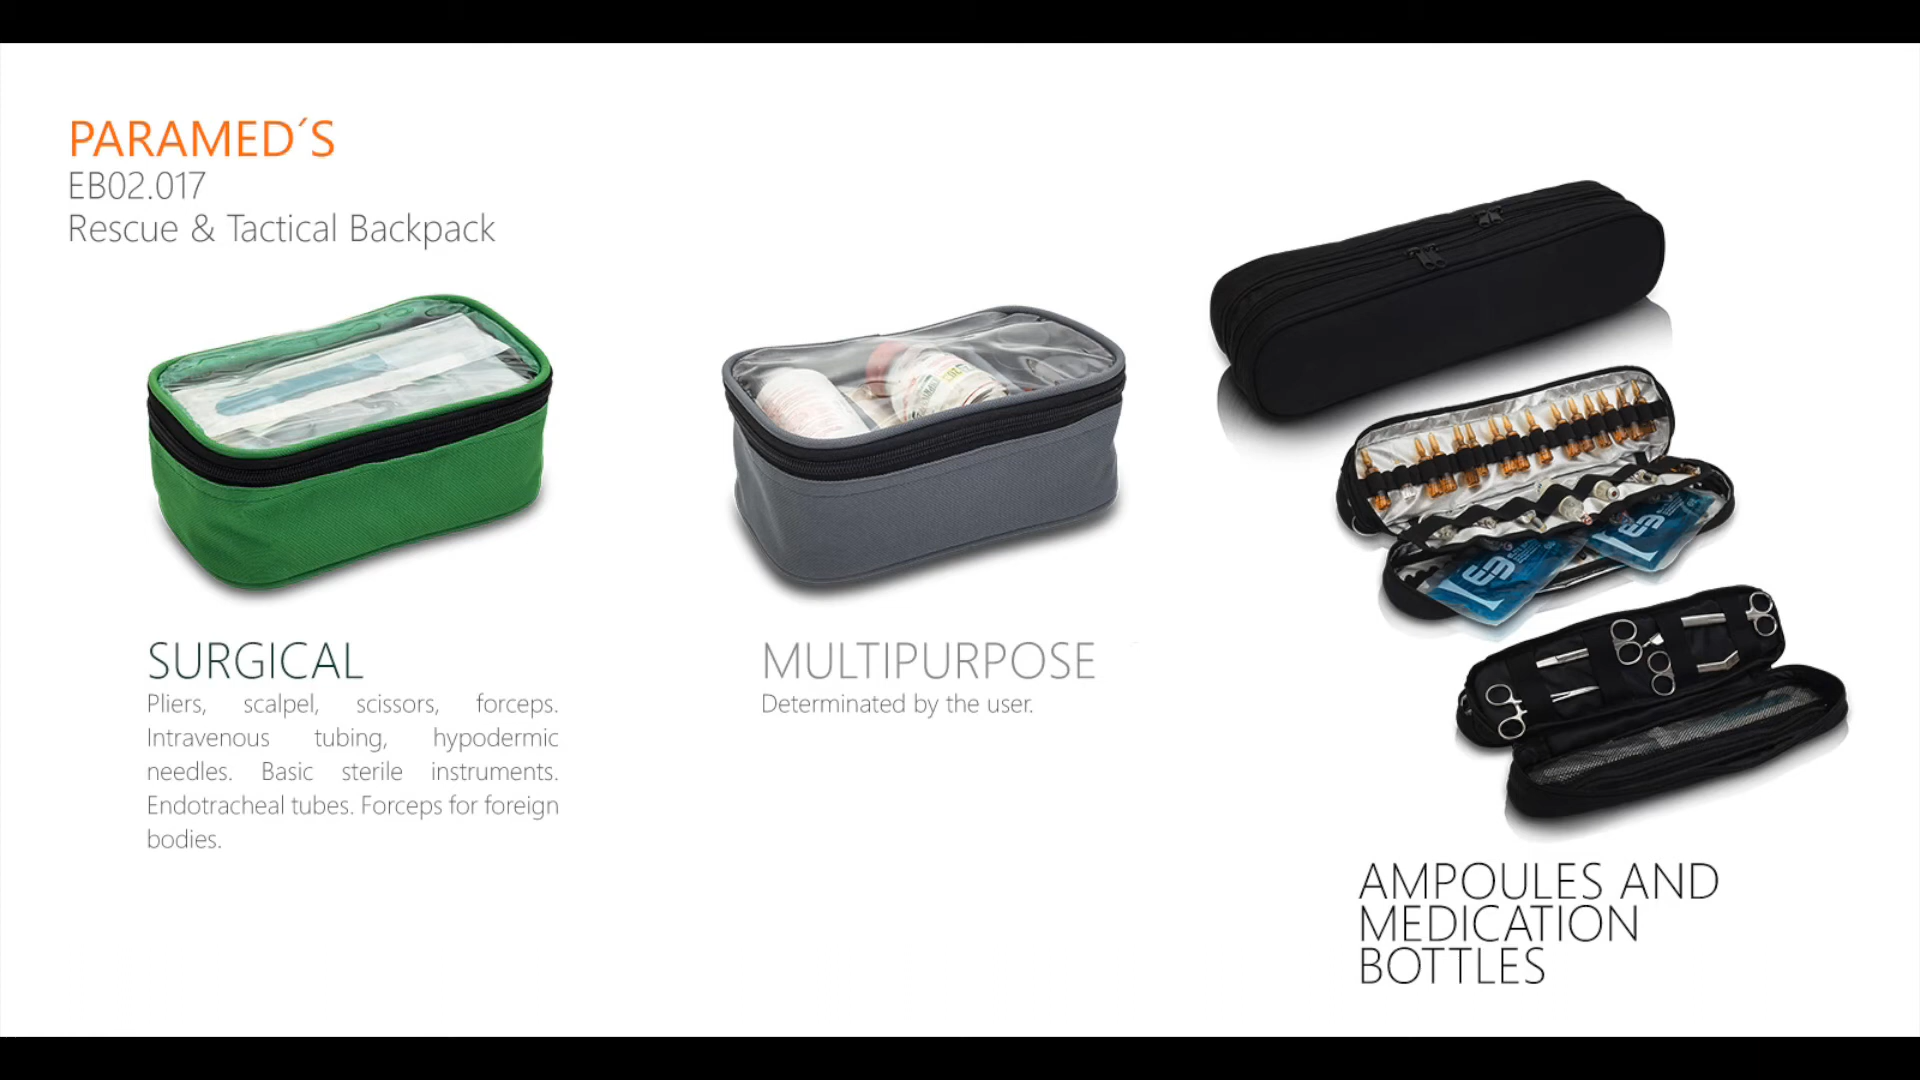 PARAMED´S
EB02.017
Rescue & Tactical Backpack
SURGICAL
Pliers, scalpel, scissors, forceps.
Intravenous tubing, hypodermic
needles. Basic sterile instruments.
Endotracheal tubes. Forceps for foreign
bodies.
MULTIPURPOSE
Determinated by the user.
AMPOULES AND
MEDICATION
BOTTLES